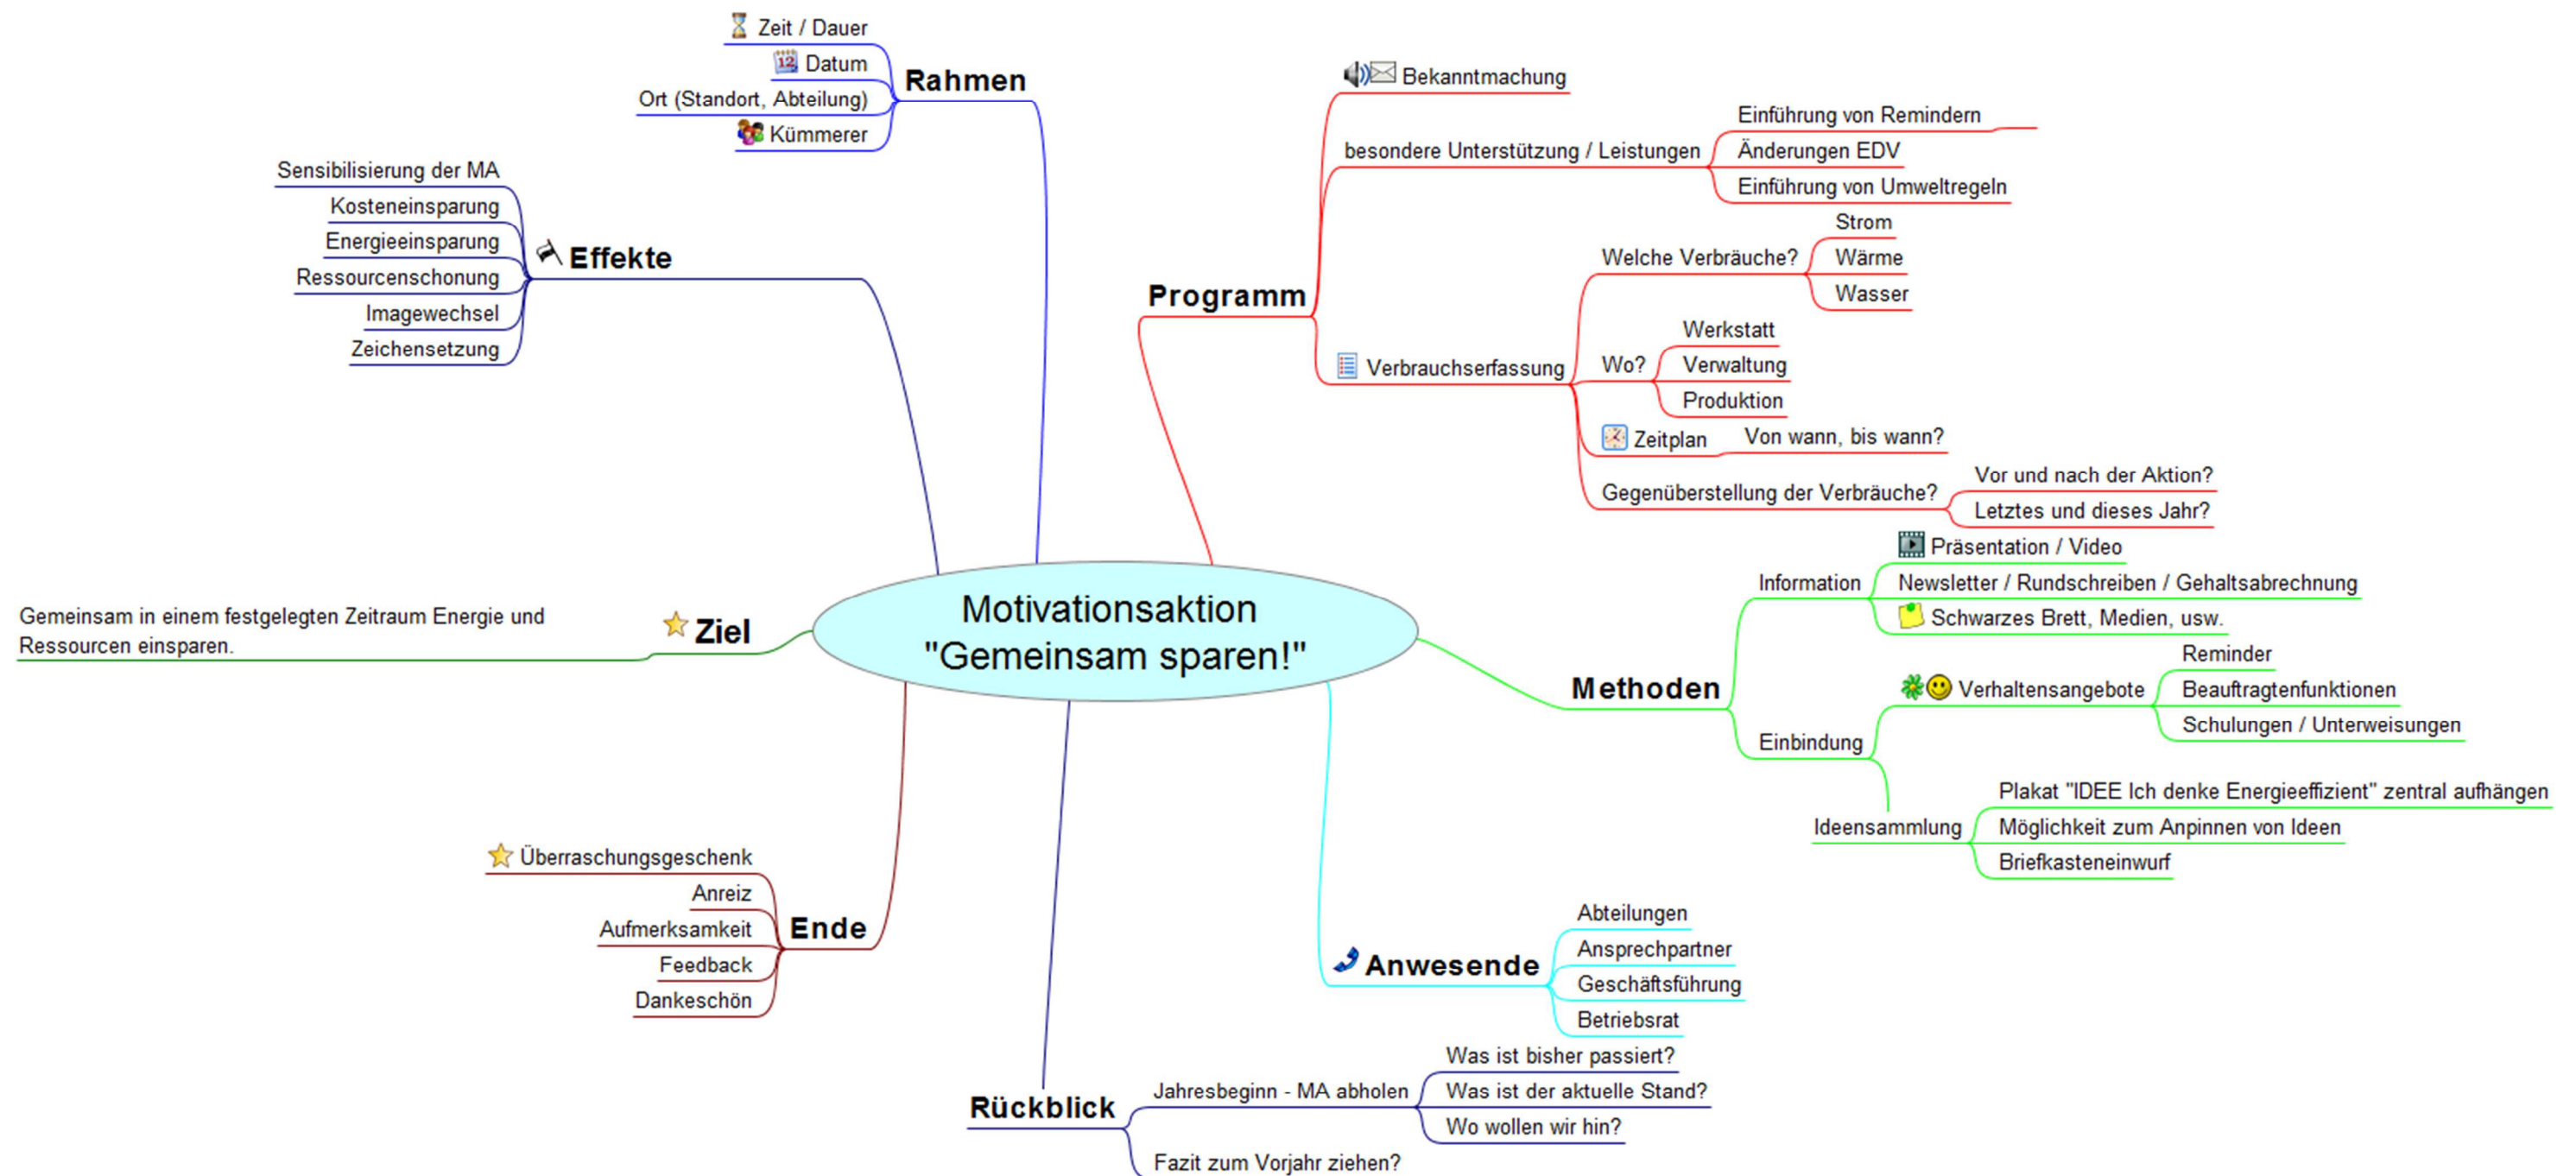 Motivationsaktion
"Gemeinsam sparen!"
Rahmen
Zeit / Dauer
Datum
Ort (Standort, Abteilung)
Kümmerer
Effekte
Sensibilisierung der MA
Kosteneinsparung
Energieeinsparung
Ressourcenschonung
Imagewechsel
Zeichensetzung
Ziel
Gemeinsam in einem festgelegten Zeitraum Energie und
Ressourcen einsparen.
Ende
Überraschungsgeschenk
Anreiz
Aufmerksamkeit
Feedback
Dankeschön
Programm
Bekanntmachung
besondere Unterstützung / Leistungen
Einführung von Remindern
Änderungen EDV
Einführung von Umweltregeln
Verbrauchserfassung
Welche Verbräuche?
Strom
Wärme
Wasser
Wo?
Werkstatt
Verwaltung
Produktion
Zeitplan
Von wann, bis wann?
Gegenüberstellung der Verbräuche?
Vor und nach der Aktion?
Letztes und dieses Jahr?
Methoden
Information
Präsentation / Video
Newsletter / Rundschreiben / Gehaltsabrechnung
Schwarzes Brett, Medien, usw.
Einbindung
Verhaltensangebote
Reminder
Beauftragtenfunktionen
Schulungen / Unterweisungen
Ideensammlung
Plakat "IDEE Ich denke Energieeffizient" zentral aufhängen
Möglichkeit zum Anpinnen von Ideen
Briefkasteneinwurf
Anwesende
Abteilungen
Ansprechpartner
Geschäftsführung
Betriebsrat
Rückblick
Jahresbeginn - MA abholen
Was ist bisher passiert?
Was ist der aktuelle Stand?
Wo wollen wir hin?
Fazit zum Vorjahr ziehen?
12